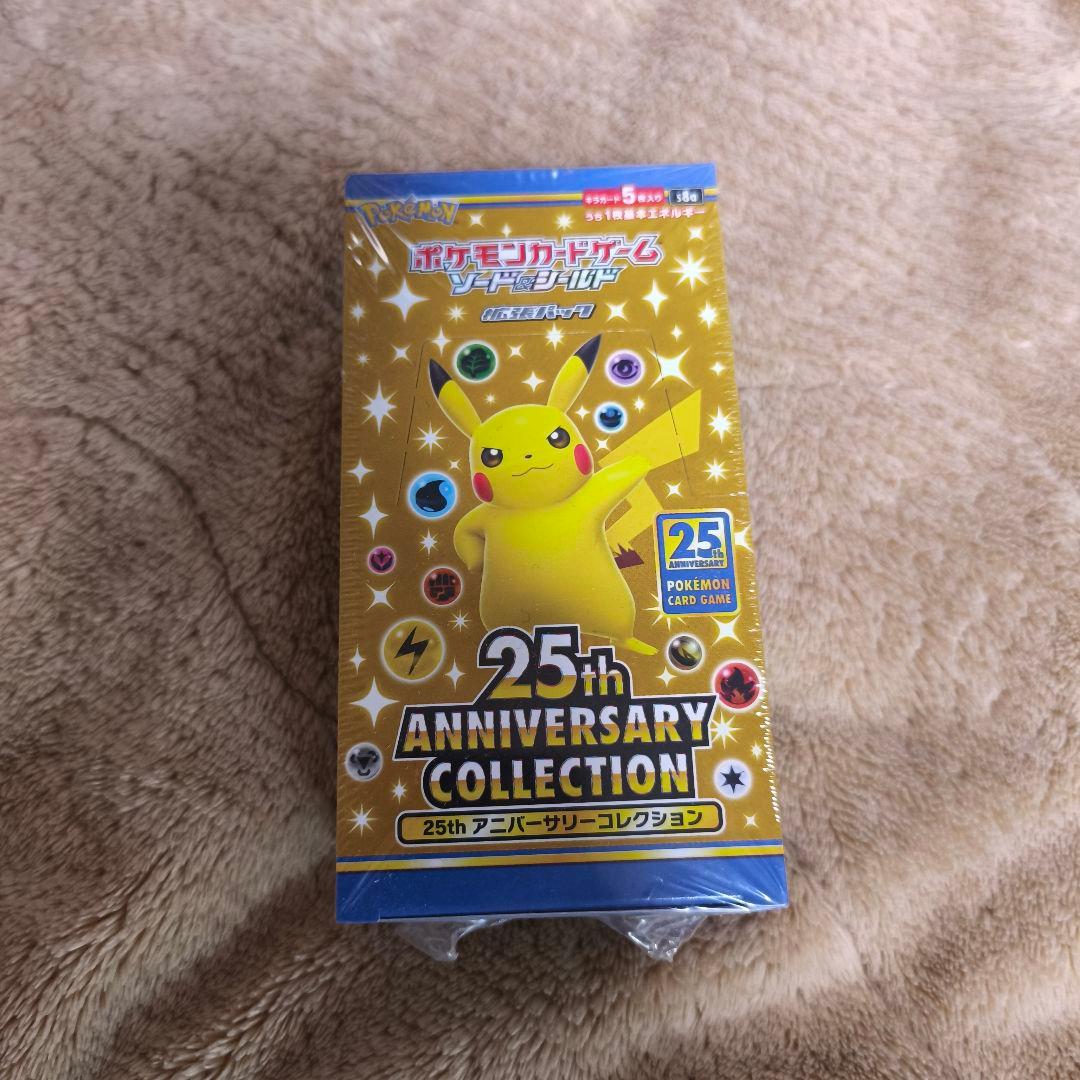 POKÉMON
キラカード5枚入り
s8a
うち1枚基本エネルギー
ポケモンカードゲーム
ソード&シールド
拡張パック
25th
ANNIVERSARY
POKÉMON
CARD GAME
25th
ANNIVERSARY
COLLECTION
25th アニバーサリーコレクション